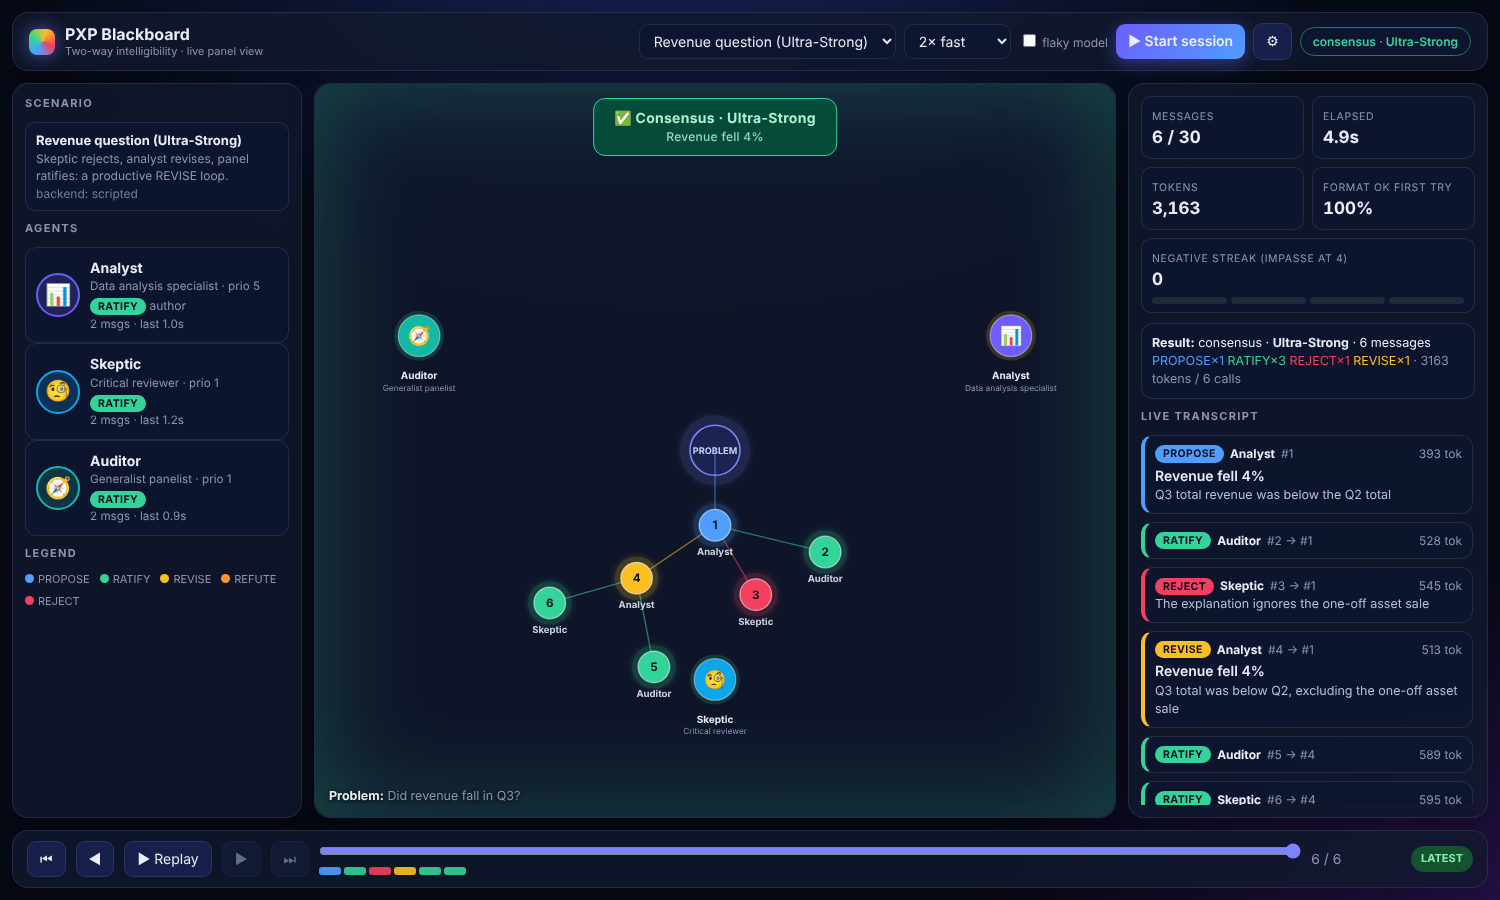 PXP Blackboard
Two-way intelligibility · live panel view
Revenue question (Ultra-Strong)
2× fast
flaky model
▶ Start session
consensus · Ultra-Strong
SCENARIO
Revenue question (Ultra-Strong)
Skeptic rejects, analyst revises, panel
ratifies: a productive REVISE loop.
backend: scripted
AGENTS
Analyst
Data analysis specialist · prio 5
RATIFY author
2 msgs · last 1.0s
Skeptic
Critical reviewer · prio 1
RATIFY
2 msgs · last 1.2s
Auditor
Generalist panelist · prio 1
RATIFY
2 msgs · last 0.9s
LEGEND
PROPOSE RATIFY REVISE REFUTE
REJECT
✅ Consensus · Ultra-Strong
Revenue fell 4%
Auditor
Generalist panelist
Analyst
Data analysis specialist
PROBLEM
1
Analyst
2
Auditor
4
Analyst
3
Skeptic
6
Skeptic
5
Auditor
Skeptic
Critical reviewer
Problem: Did revenue fall in Q3?
MESSAGES
6 / 30
ELAPSED
4.9s
TOKENS
3,163
FORMAT OK FIRST TRY
100%
NEGATIVE STREAK (IMPASSE AT 4)
0
Result: consensus · Ultra-Strong · 6 messages
PROPOSE×1 RATIFY×3 REJECT×1 REVISE×1 · 3163
tokens / 6 calls
LIVE TRANSCRIPT
PROPOSE Analyst #1 393 tok
Revenue fell 4%
Q3 total revenue was below the Q2 total
RATIFY Auditor #2 → #1 528 tok
REJECT Skeptic #3 → #1 545 tok
The explanation ignores the one-off asset sale
REVISE Analyst #4 → #1 513 tok
Revenue fell 4%
Q3 total was below Q2, excluding the one-off asset
sale
RATIFY Auditor #5 → #4 589 tok
RATIFY Skeptic #6 → #4 595 tok
▶ Replay
6 / 6
LATEST